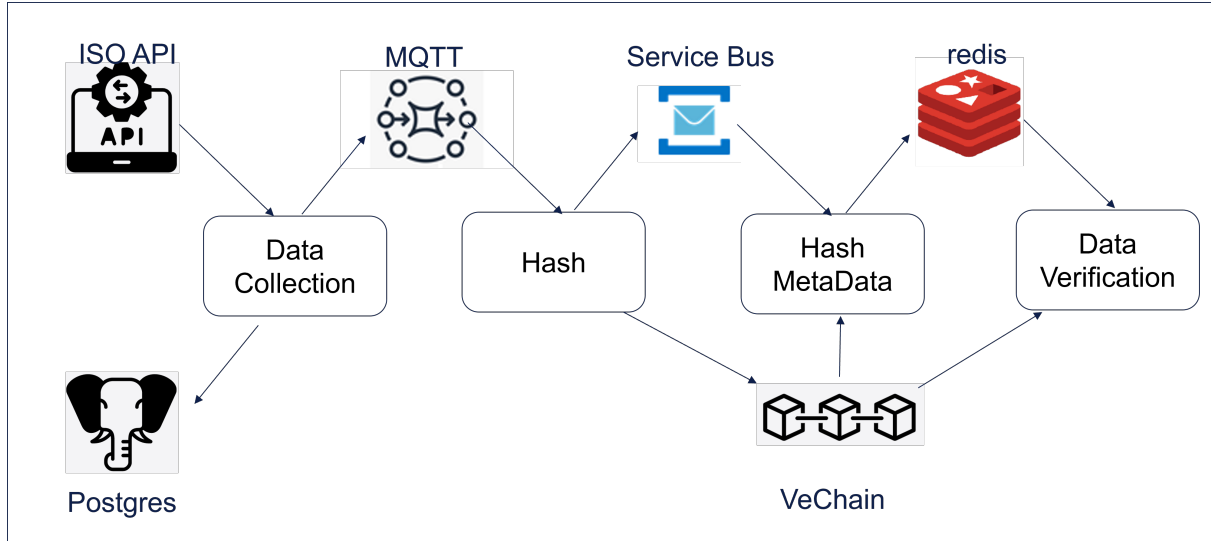 ISO API
MQTT
Service Bus
redis
API
Data
Collection
Hash
Hash
MetaData
Data
Verification
Postgres
VeChain